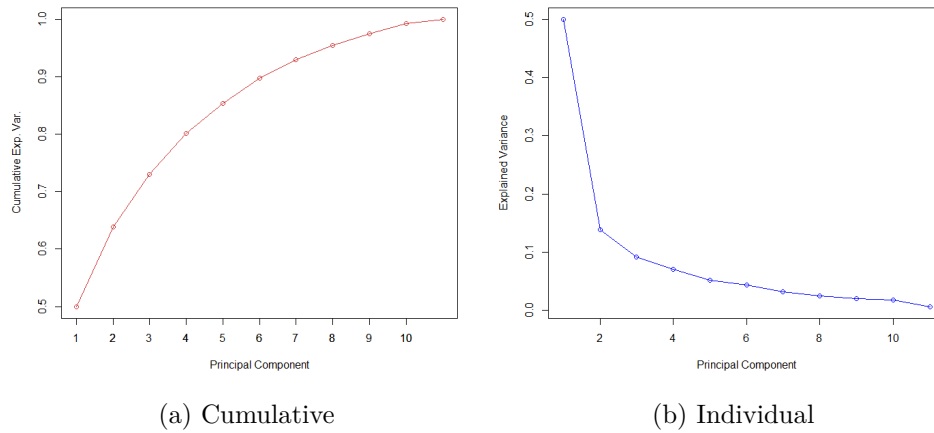 1.0
0.9
0.8
0.7
0.6
0.5
Cumulative Exp. Var.
1 2 3 4 5 6 7 8 9 10
Principal Component
(a) Cumulative
0.5
0.4
0.3
0.2
0.1
0.0
Explained Variance
2 4 6 8 10
Principal Component
(b) Individual